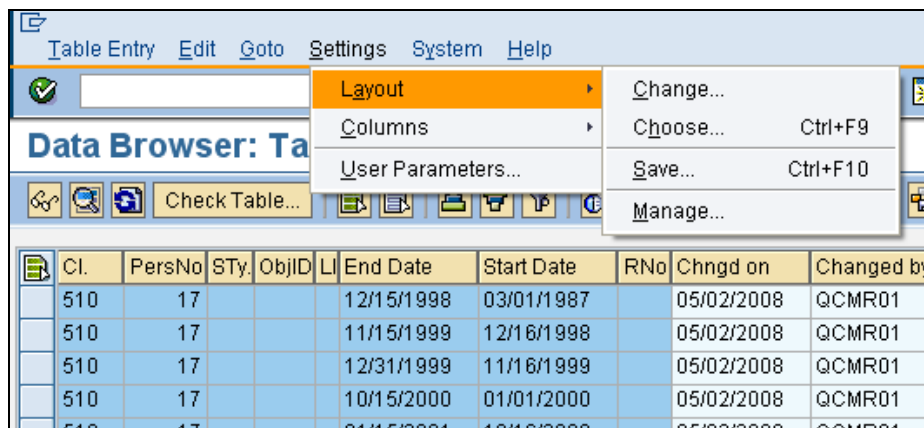 Table Entry Edit Goto Settings System Help
Layout
Change...
Columns
Choose... Ctrl+F9
User Parameters...
Save... Ctrl+F10
Manage...
Data Browser: Ta
Check Table...
Cl. PersNo STy. ObjID LI End Date Start Date RNo Chngd on Changed by
510 17 12/15/1998 03/01/1987 05/02/2008 QCMR01
510 17 11/15/1999 12/16/1998 05/02/2008 QCMR01
510 17 12/31/1999 11/16/1999 05/02/2008 QCMR01
510 17 10/15/2000 01/01/2000 05/02/2008 QCMR01